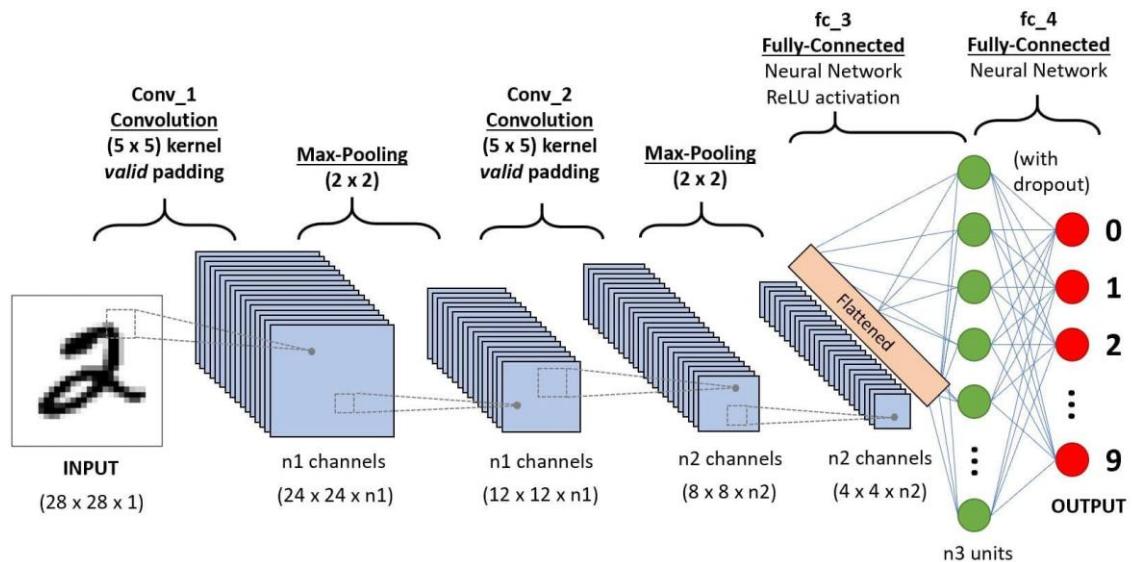 fc_3
Fully-Connected
Neural Network
ReLU activation
fc_4
Fully-Connected
Neural Network
Conv_1
Convolution
(5 x 5) kernel
valid padding
Max-Pooling
(2 x 2)
Conv_2
Convolution
(5 x 5) kernel
valid padding
Max-Pooling
(2 x 2)
(with
dropout)
Flattened
0
1
2
...
9
...
INPUT
(28 x 28 x 1)
n1 channels
(24 x 24 x n1)
n1 channels
(12 x 12 x n1)
n2 channels
(8 x 8 x n2)
n2 channels
(4 x 4 x n2)
n3 units
OUTPUT
2